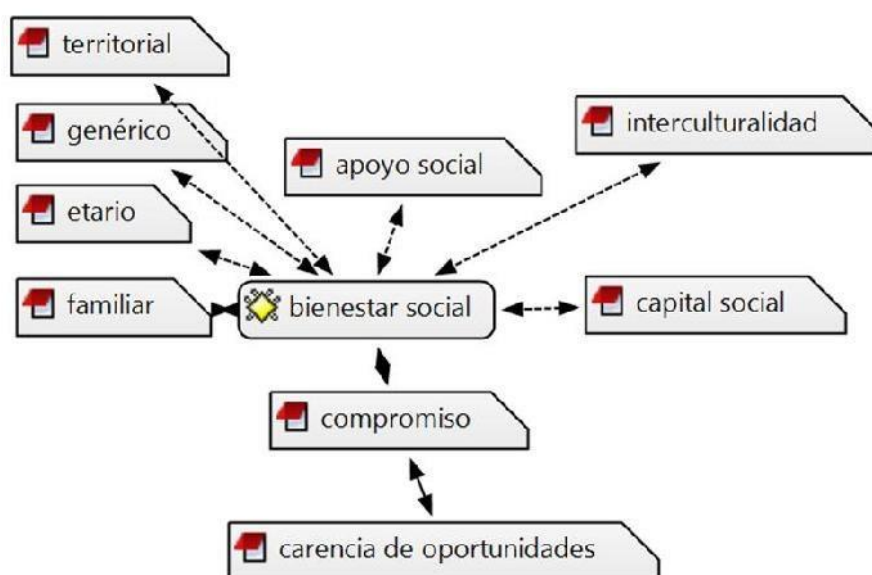 territorial
genérico
etario
familiar
apoyo social
interculturalidad
bienestar social
capital social
compromiso
carencia de oportunidades